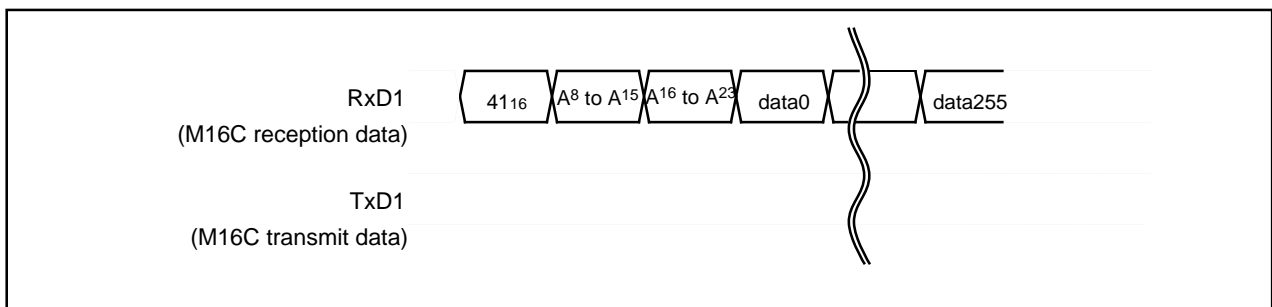 RxD1
(M16C reception data)
41₁₆ A⁸ to A¹⁵ A¹⁶ to A²³ data0 data255
TxD1
(M16C transmit data)